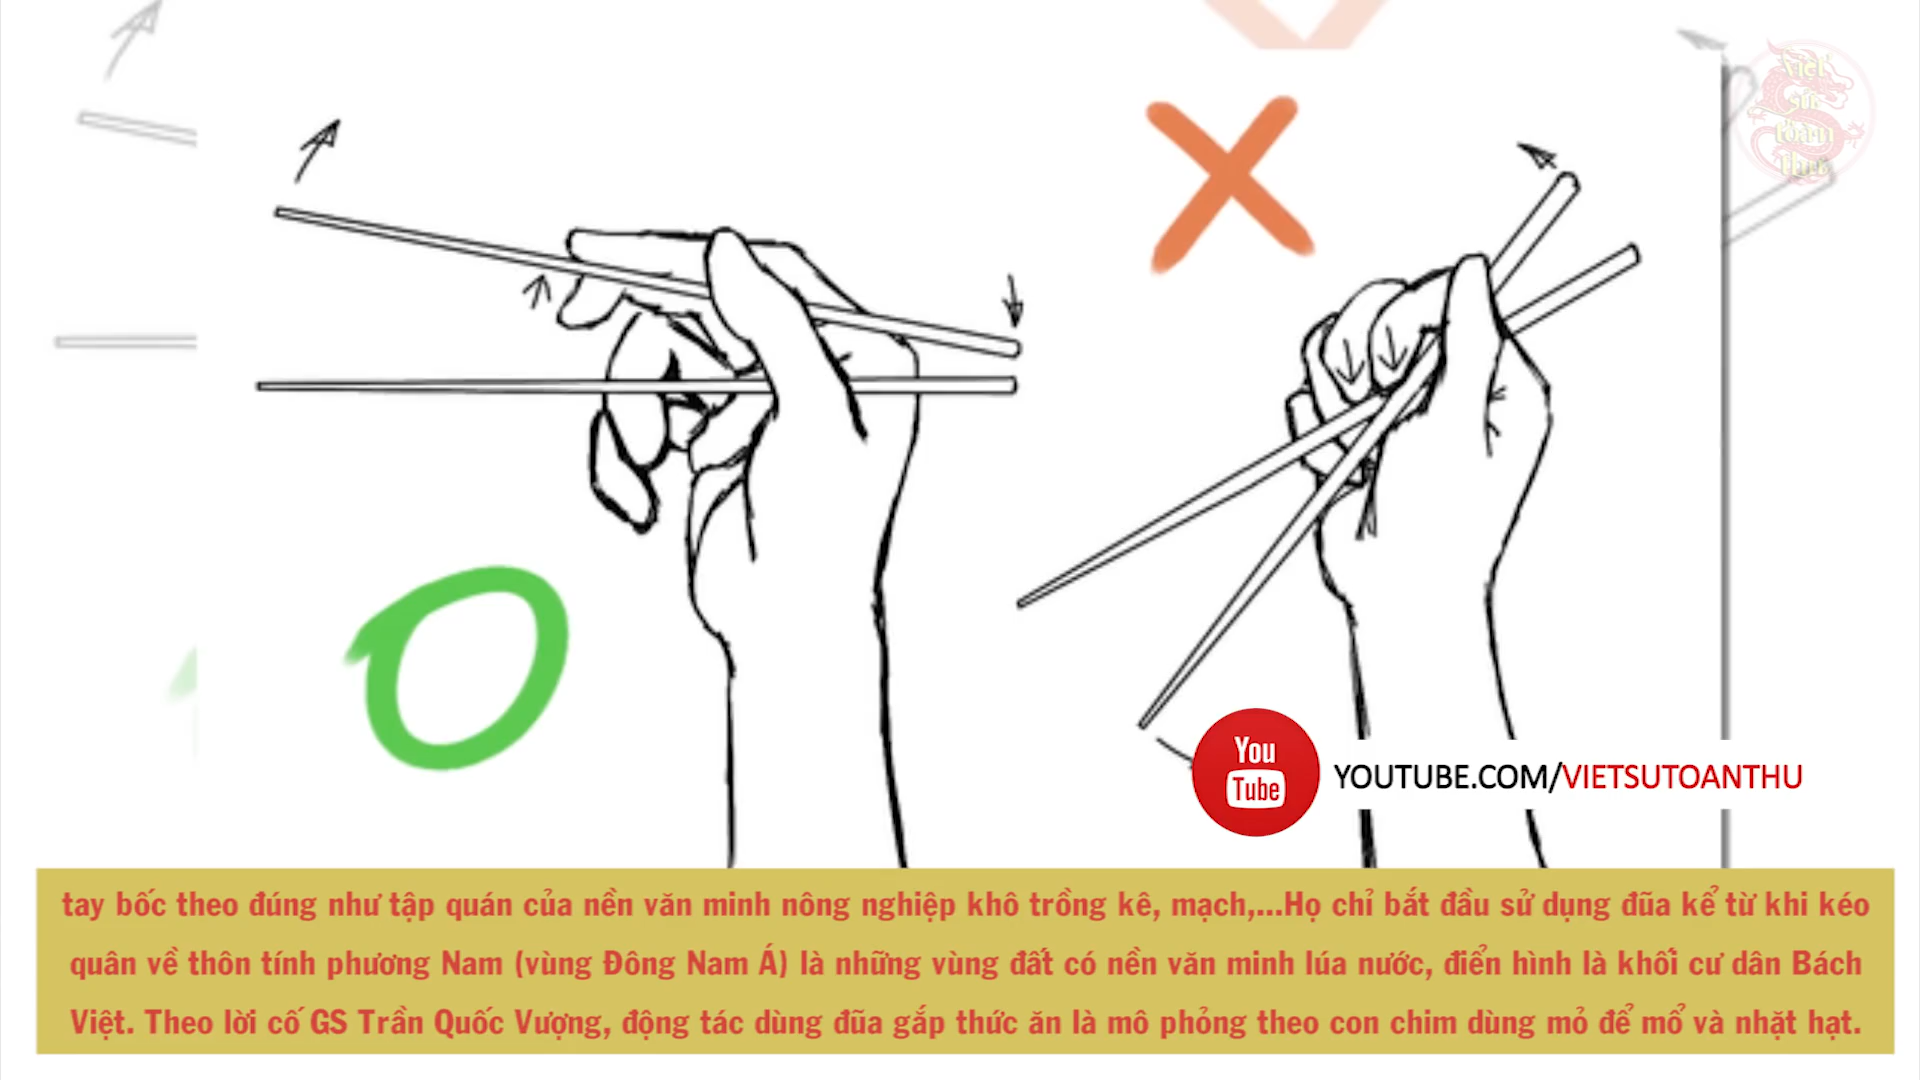 Việt
sử
toàn
thư
You
Tube
YOUTUBE.COM/VIETSUTOANTHU
tay bốc theo đúng như tập quán của nền văn minh nông nghiệp khô trồng kê, mạch,...Họ chỉ bắt đầu sử dụng đũa kể từ khi kéo
quân về thôn tính phương Nam (vùng Đông Nam Á) là những vùng đất có nền văn minh lúa nước, điển hình là khối cư dân Bách
Việt. Theo lời cố GS Trần Quốc Vượng, động tác dùng đũa gắp thức ăn là mô phỏng theo con chim dùng mỏ để mổ và nhặt hạt.